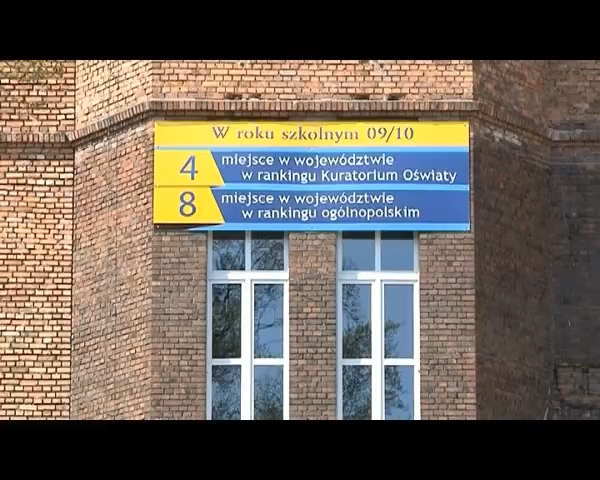 W roku szkolnym 09/10
4 miejsce w województwie
w rankingu Kuratorium Oświaty
8 miejsce w województwie
w rankingu ogólnopolskim